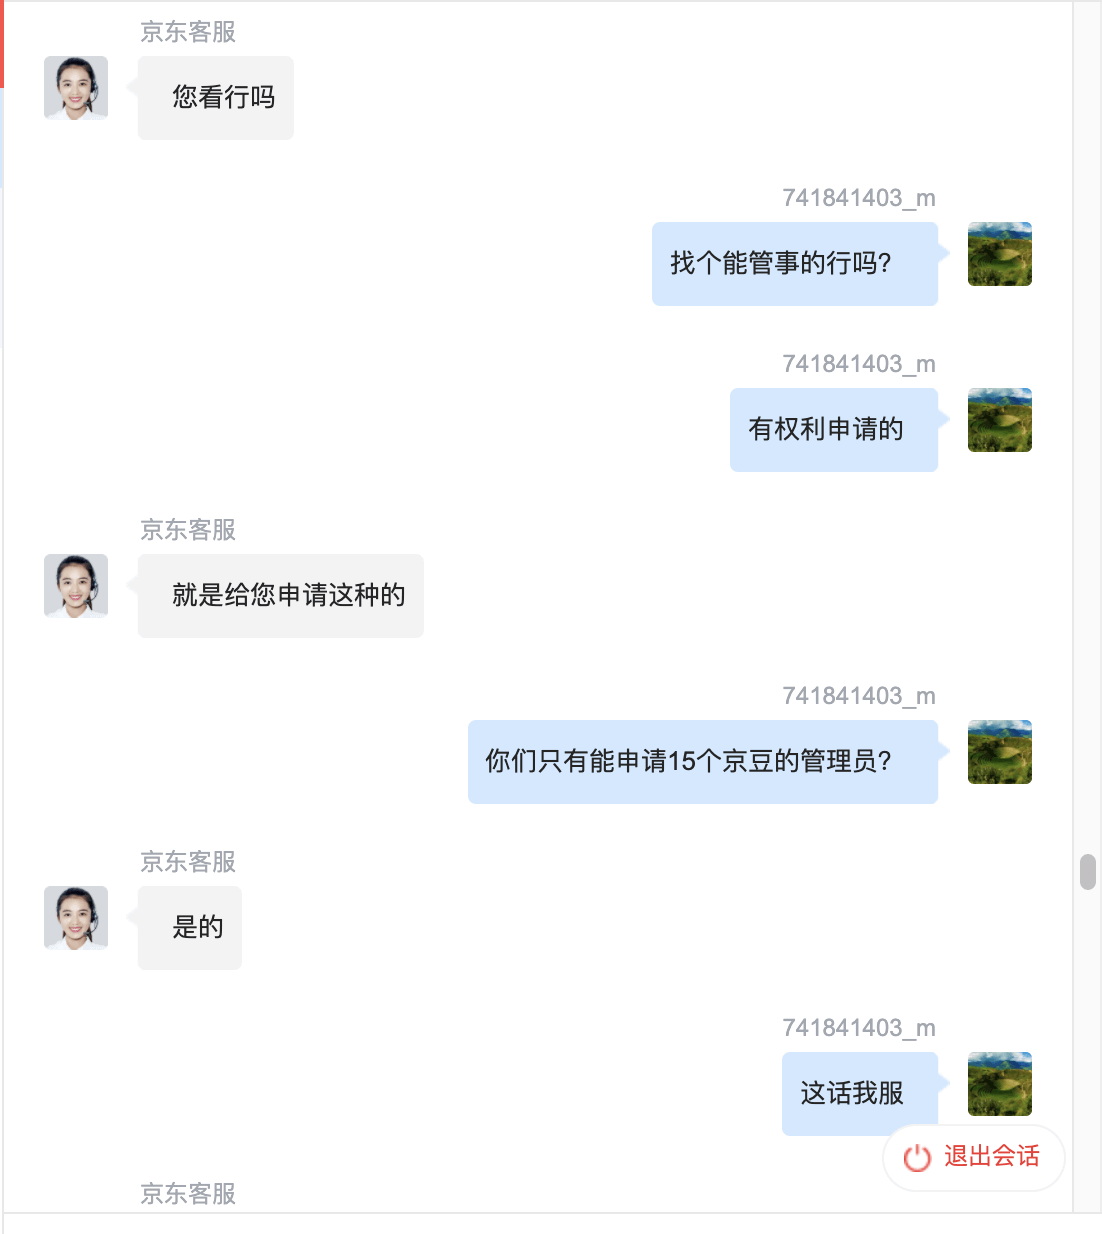 京东客服
您看行吗
741841403_m
找个能管事的行吗?
741841403_m
有权利申请的
京东客服
就是给您申请这种的
741841403_m
你们只有能申请15个京豆的管理员?
京东客服
是的
741841403_m
这话我服
退出会话
京东客服